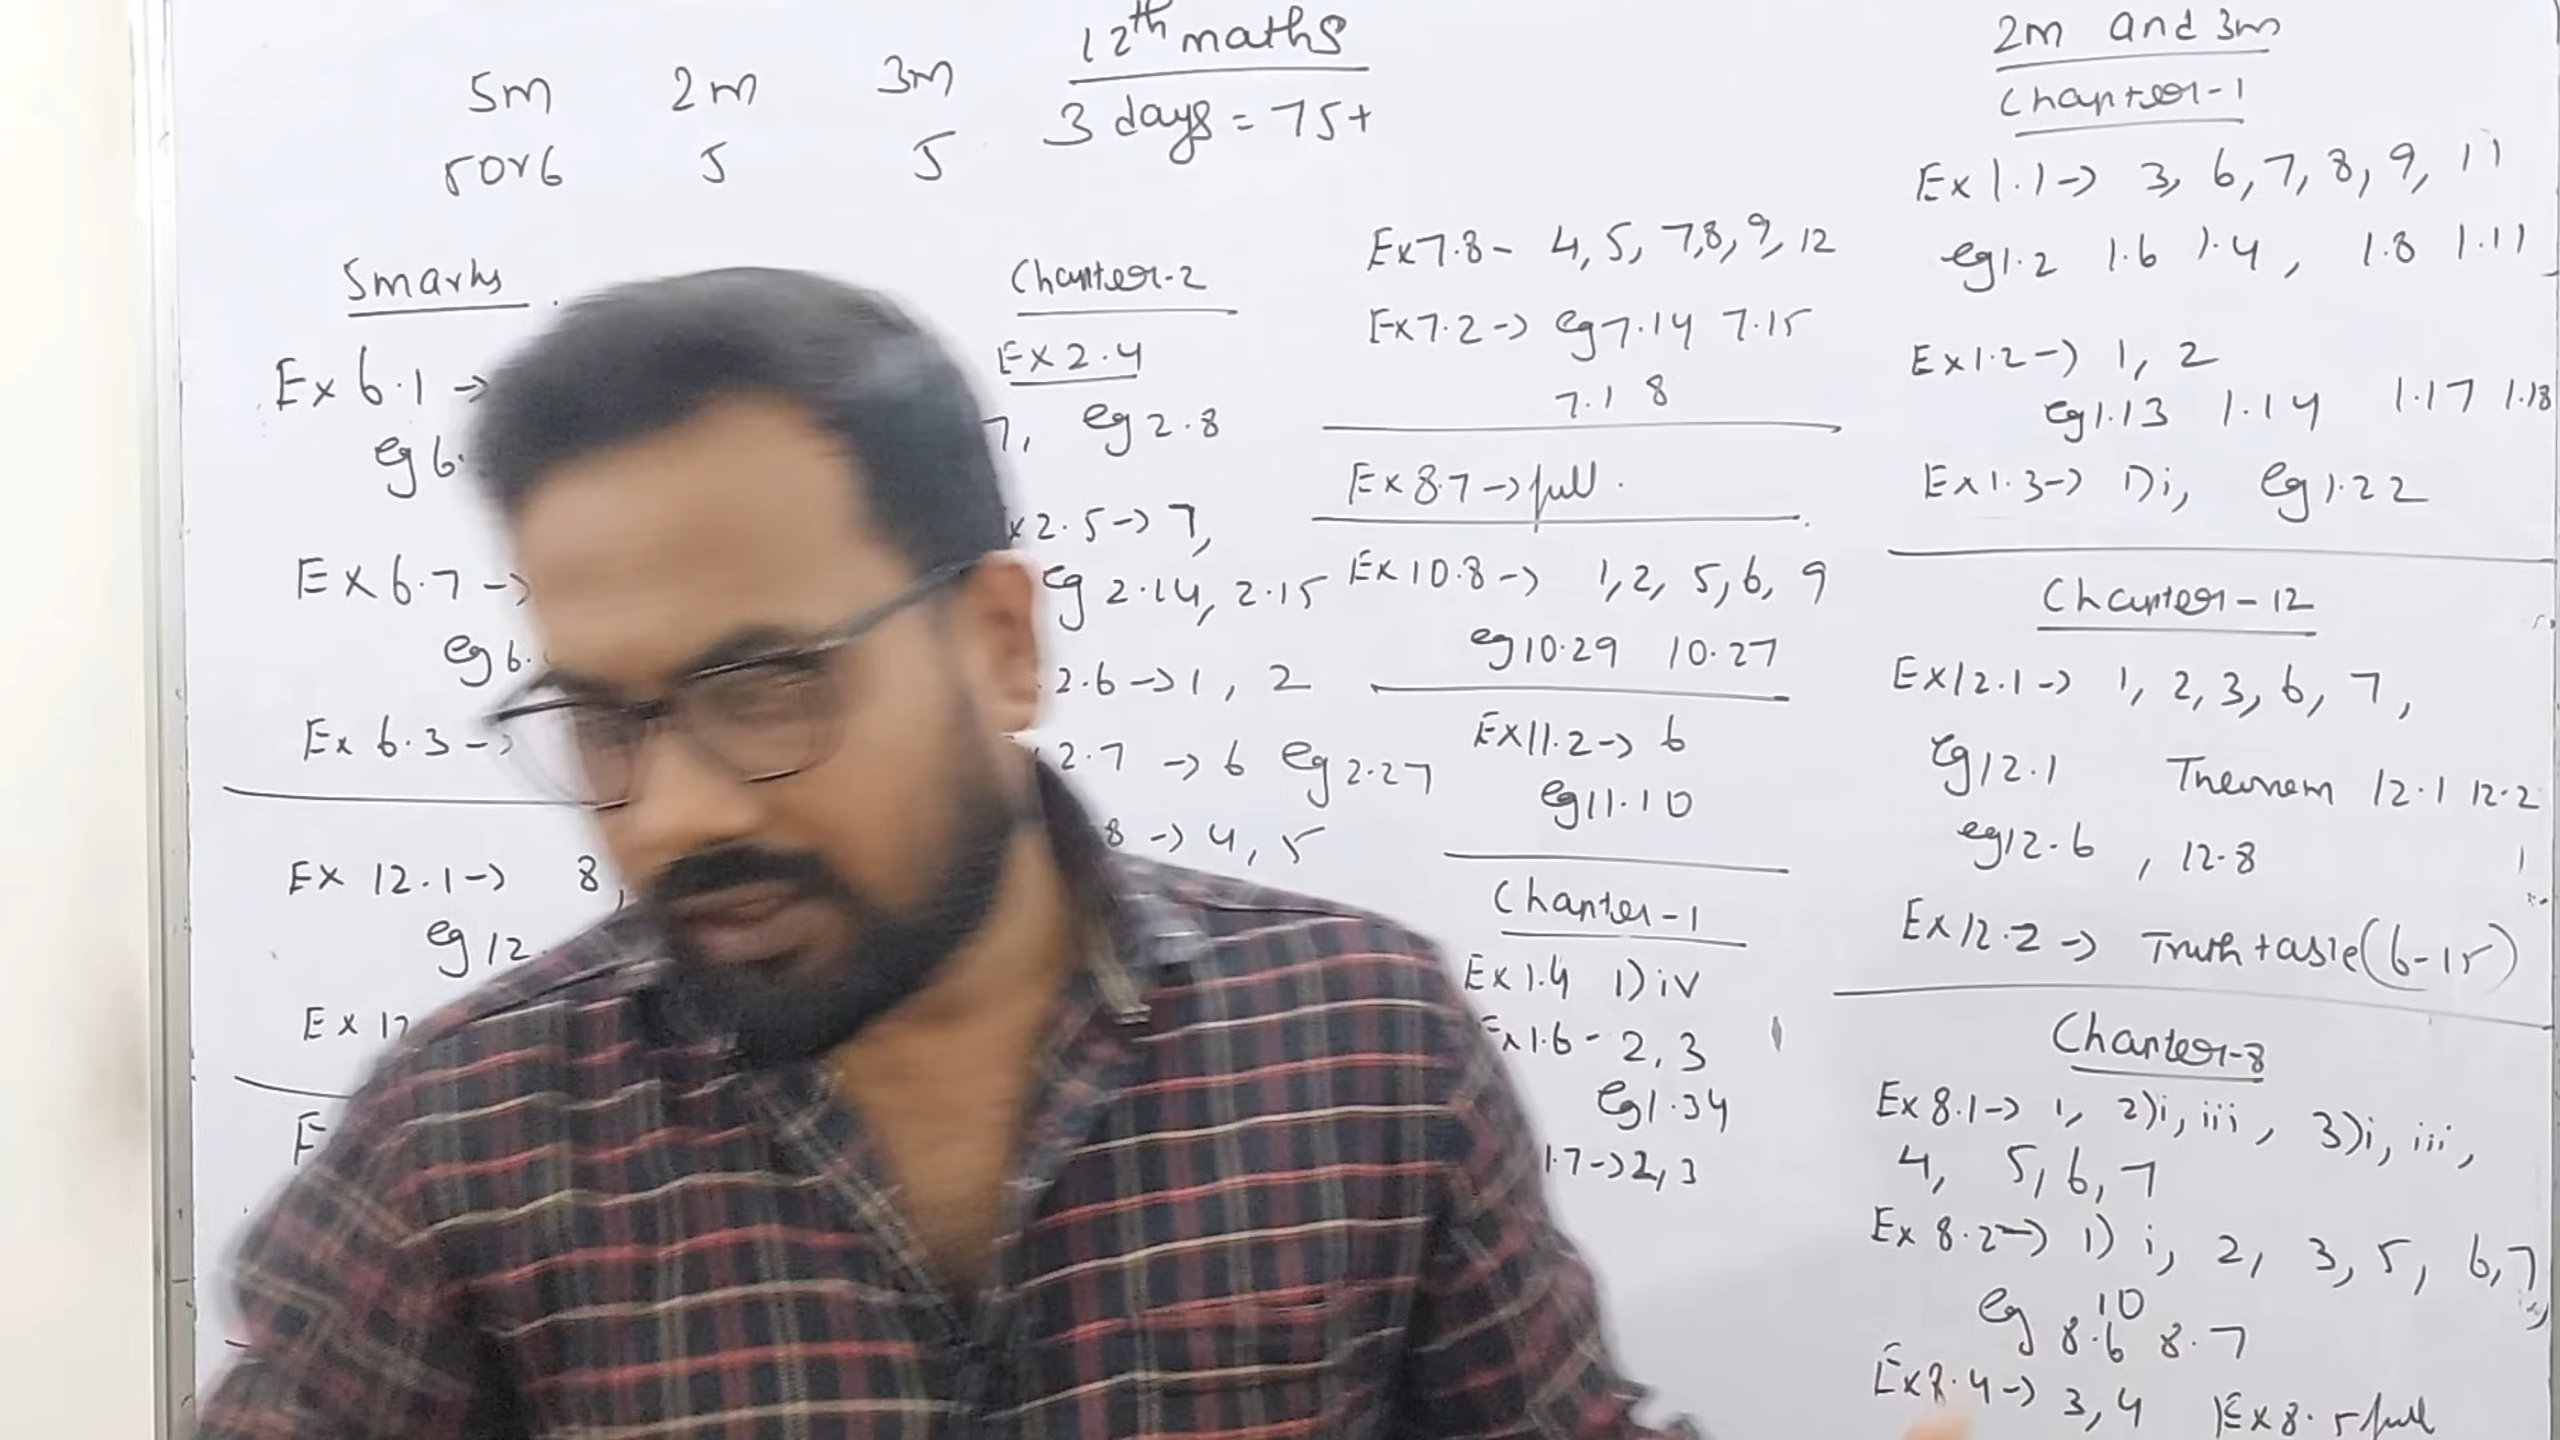 12th maths
3 days = 75+
5m 2m 3m
5 or 6 5 5
5marks
Ex 6.1 →
eg 6.
Ex 6.7 →
eg 6.
Ex 6.3 →
Ex 12.1 → 8,
eg 12.
Chapter-2
Ex 2.4
7, eg 2.8
2.5 → 7,
eg 2.14, 2.15
2.6 → 1, 2
2.7 → 6 eg 2.27
8 → 4, 5
Ex 7.8 - 4, 5, 7, 8, 9, 12
Ex 7.2 → eg 7.14 7.15
7.18
Ex 8.7 → full.
Ex 10.8 → 1, 2, 5, 6, 9
eg 10.29 10.27
Ex 11.2 → 6
eg 11.10
Chapter-1
Ex 1.4 1) iv
Ex 1.6 - 2, 3
eg 1.34
1.7 → 2, 3
2m and 3m
Chapter-1
Ex 1.1 → 3, 6, 7, 8, 9, 11
eg 1.2 1.6 1.4, 1.8 1.11
Ex 1.2 → 1, 2
eg 1.13 1.14 1.17 1.18
Ex 1.3 → 1) i, eg 1.22
Chapter-12
Ex 12.1 → 1, 2, 3, 6, 7,
eg 12.1 Theorem 12.1 12.2
eg 12.6, 12.8
Ex 12.2 → Truth table (6-15)
Chapter-8
Ex 8.1 → 1, 2) i, iii, 3) i, iii,
4, 5, 6, 7
Ex 8.2 → 1) i, 2, 3, 5, 6, 7
10
eg 8.6 8.7
Ex 8.4 → 3, 4 Ex 8.5 full